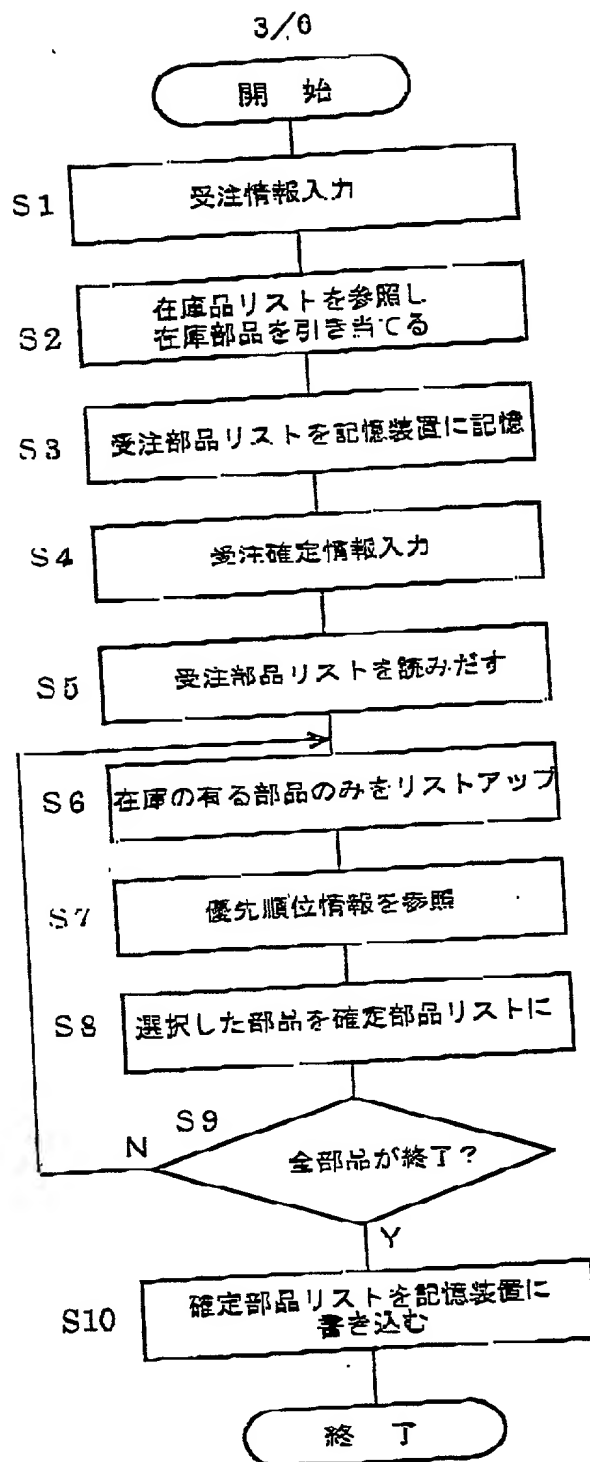 3/6
開 始
S1
受注情報入力
S2
在庫品リストを参照し
在庫部品を引き当てる
S3
受注部品リストを記憶装置に記憶
S4
受注確定情報入力
S5
受注部品リストを読みだす
S6
在庫の有る部品のみをリストアップ
S7
優先順位情報を参照
S8
選択した部品を確定部品リストに
S9
N
全部品が終了?
Y
S10
確定部品リストを記憶装置に
書き込む
終 了